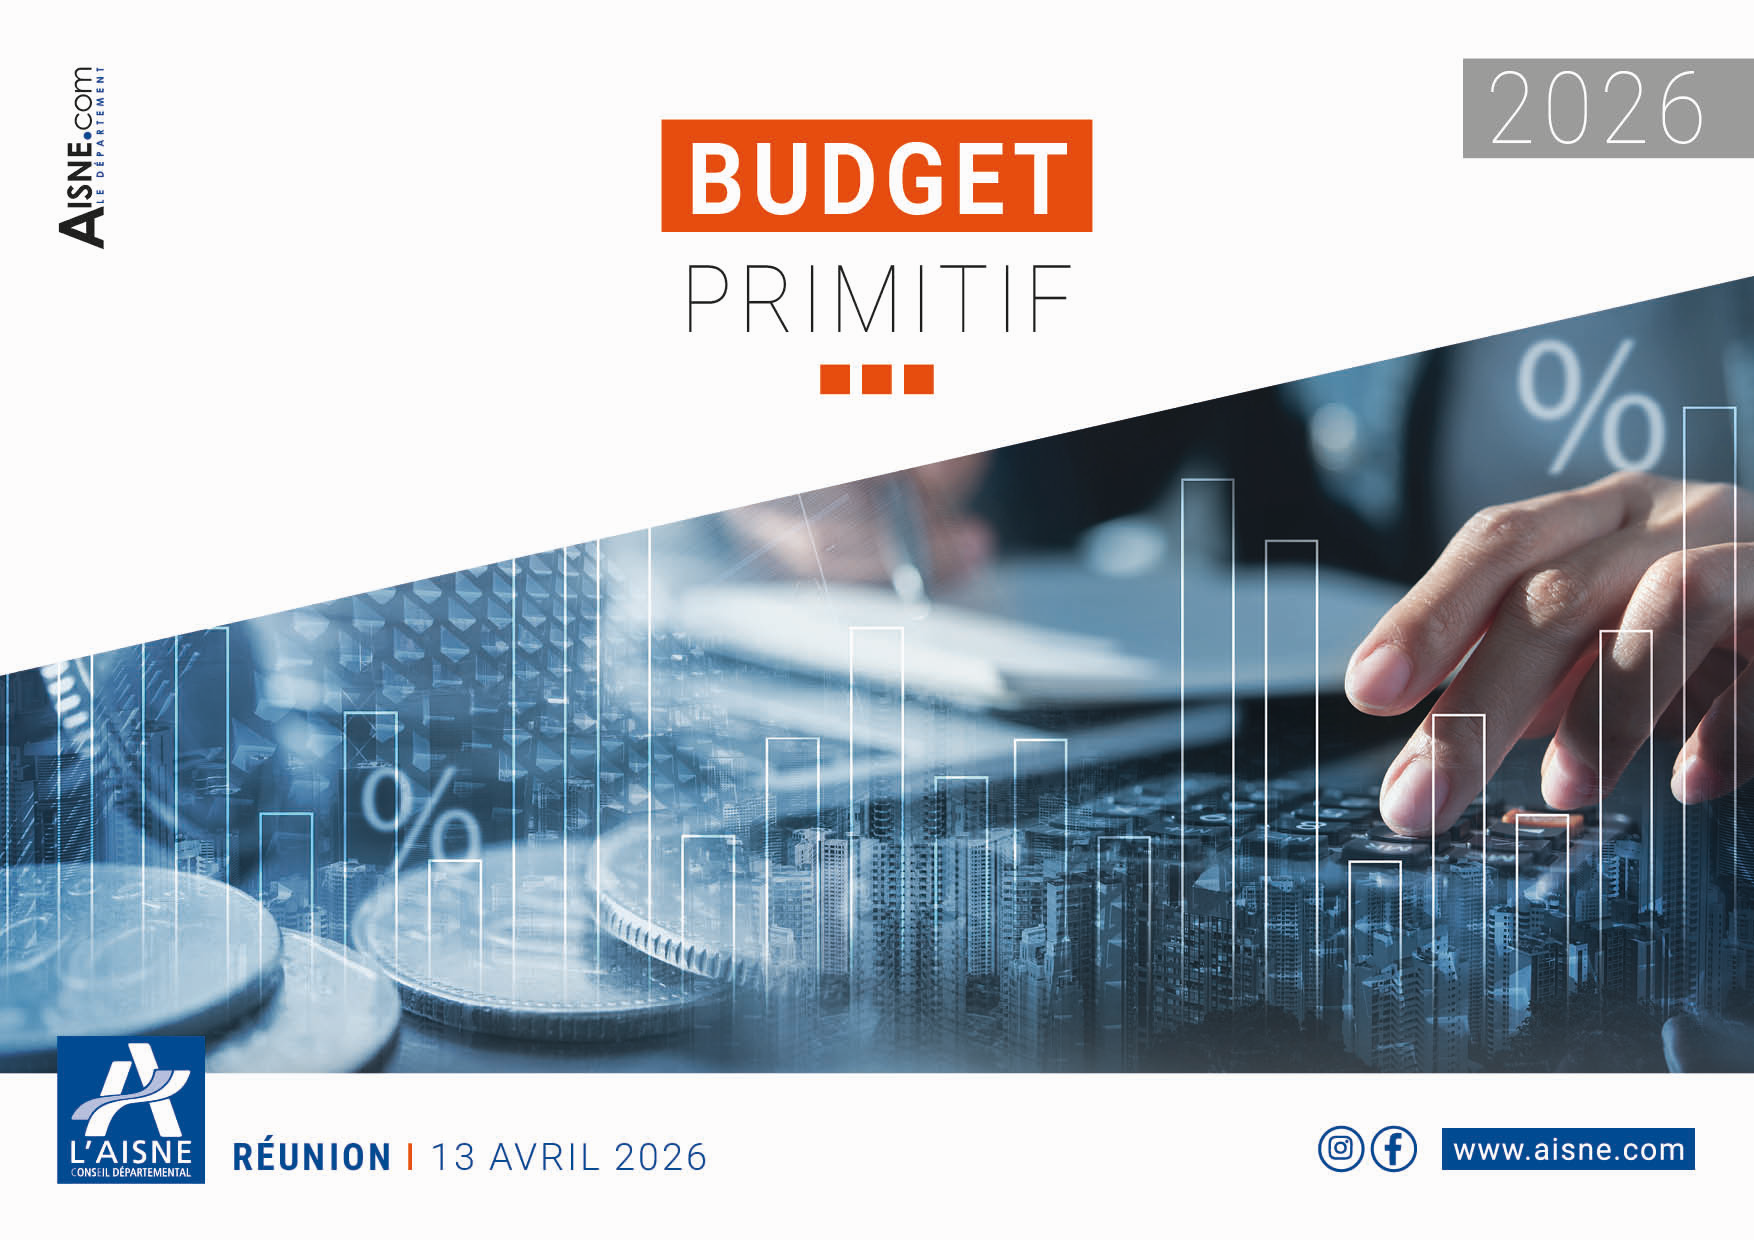 AISNE.com
LE DÉPARTEMENT
2026
BUDGET
PRIMITIF
%
%
L'AISNE
CONSEIL DÉPARTEMENTAL
RÉUNION | 13 AVRIL 2026
www.aisne.com